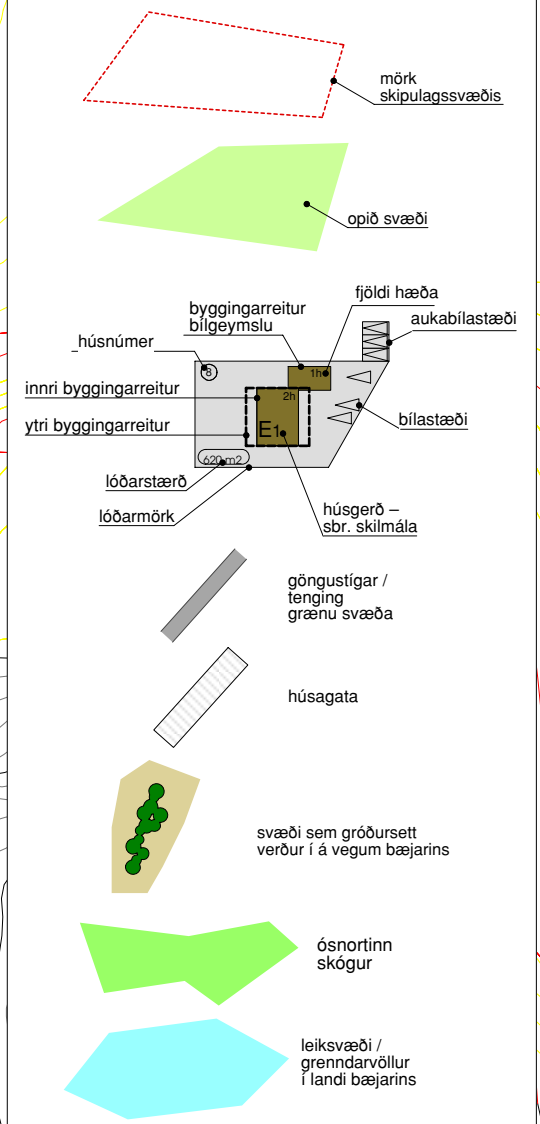 mörk
skipulagssvæðis
opið svæði
fjöldi hæða
byggingarreitur
bílgeymslu
aukabílastæði
húsnúmer
8
1h
innri byggingarreitur
2h
ytri byggingarreitur
E1
bílastæði
620 m2
lóðarstærð
lóðarmörk
húsgerð –
sbr. skilmála
göngustígar /
tenging
grænu svæða
húsagata
svæði sem gróðursett
verður í á vegum bæjarins
ósnortinn
skógur
leiksvæði /
grenndarvöllur
í landi bæjarins